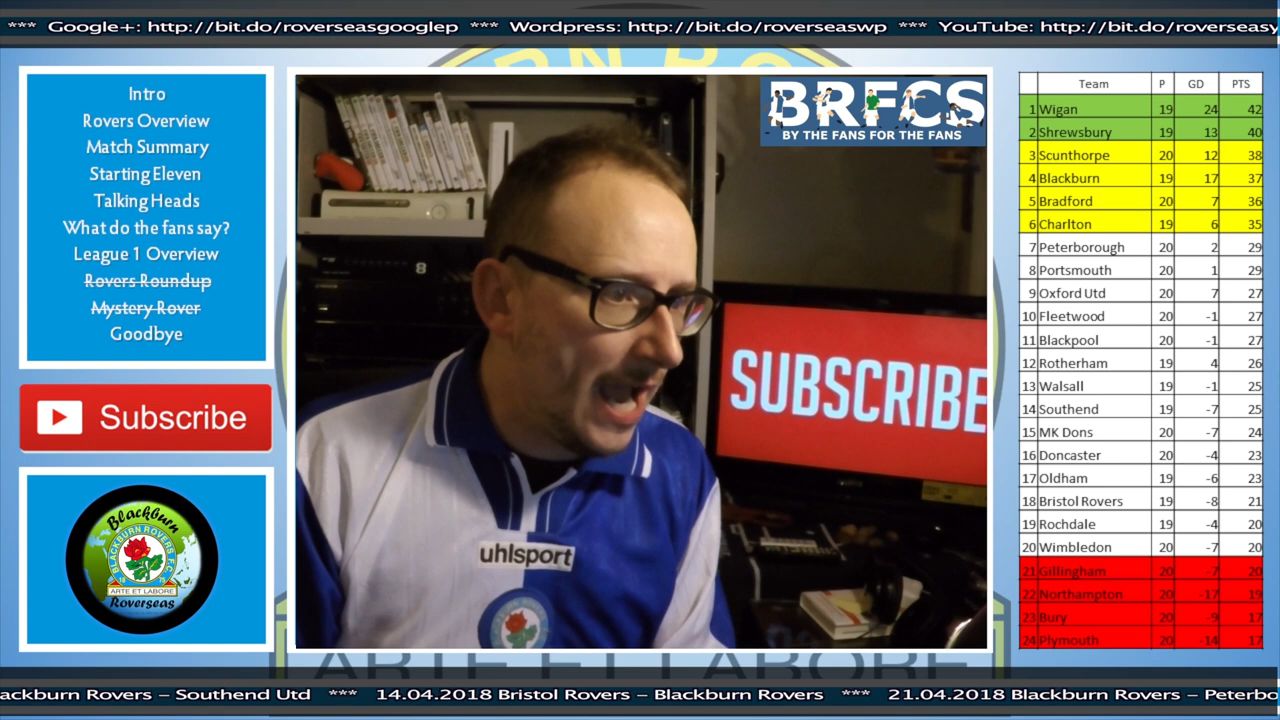 *** Google+: http://bit.do/roverseasgooglep *** Wordpress: http://bit.do/roverseaswp *** YouTube: http://bit.do/roverseasy
Intro
Rovers Overview
Match Summary
Starting Eleven
Talking Heads
What do the fans say?
League 1 Overview
Rovers Roundup
Mystery Rover
Goodbye
Subscribe
Blackburn
BLACKBURN ROVERS F.C.
18 75
ARTE ET LABORE
Roverseas
BRFCS
BY THE FANS FOR THE FANS
SUBSCRIBE
uhlsport
Team P GD PTS
1 Wigan 19 24 42
2 Shrewsbury 19 13 40
3 Scunthorpe 20 12 38
4 Blackburn 19 17 37
5 Bradford 20 7 36
6 Charlton 19 6 35
7 Peterborough 20 2 29
8 Portsmouth 20 1 29
9 Oxford Utd 20 7 27
10 Fleetwood 20 -1 27
11 Blackpool 20 -1 27
12 Rotherham 19 4 26
13 Walsall 19 -1 25
14 Southend 19 -7 25
15 MK Dons 20 -7 24
16 Doncaster 20 -4 23
17 Oldham 19 -6 23
18 Bristol Rovers 19 -8 21
19 Rochdale 19 -4 20
20 Wimbledon 20 -7 20
21 Gillingham 20 -7 20
22 Northampton 20 -17 19
23 Bury 20 -9 17
24 Plymouth 20 -14 17
ARTE ET LABORE
ackburn Rovers – Southend Utd *** 14.04.2018 Bristol Rovers – Blackburn Rovers *** 21.04.2018 Blackburn Rovers – Peterbo